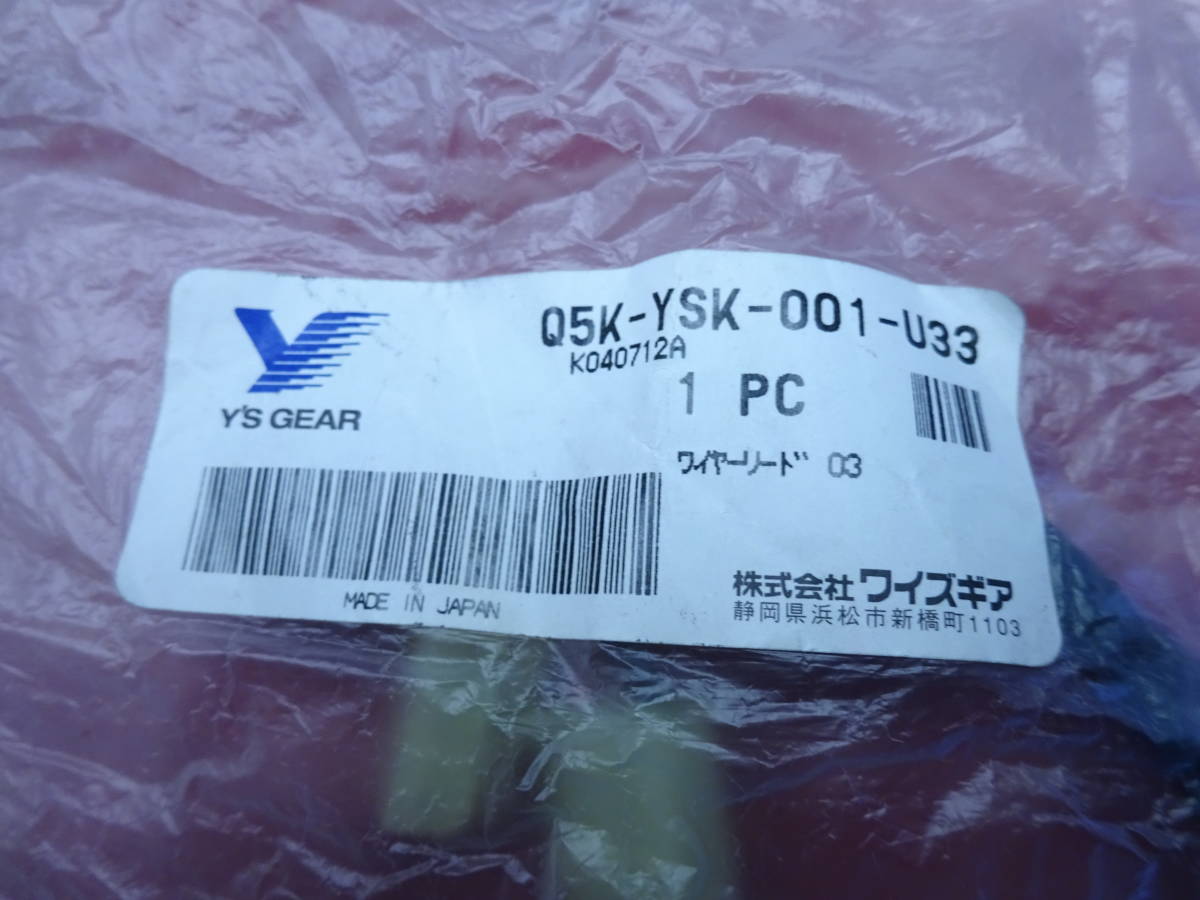 Q5K-YSK-001-U33
K040712A
1 PC
Y'S GEAR
ﾜｲﾔｰﾘｰﾄﾞ 03
MADE IN JAPAN
株式会社 ワイズギア
静岡県浜松市新橋町1103